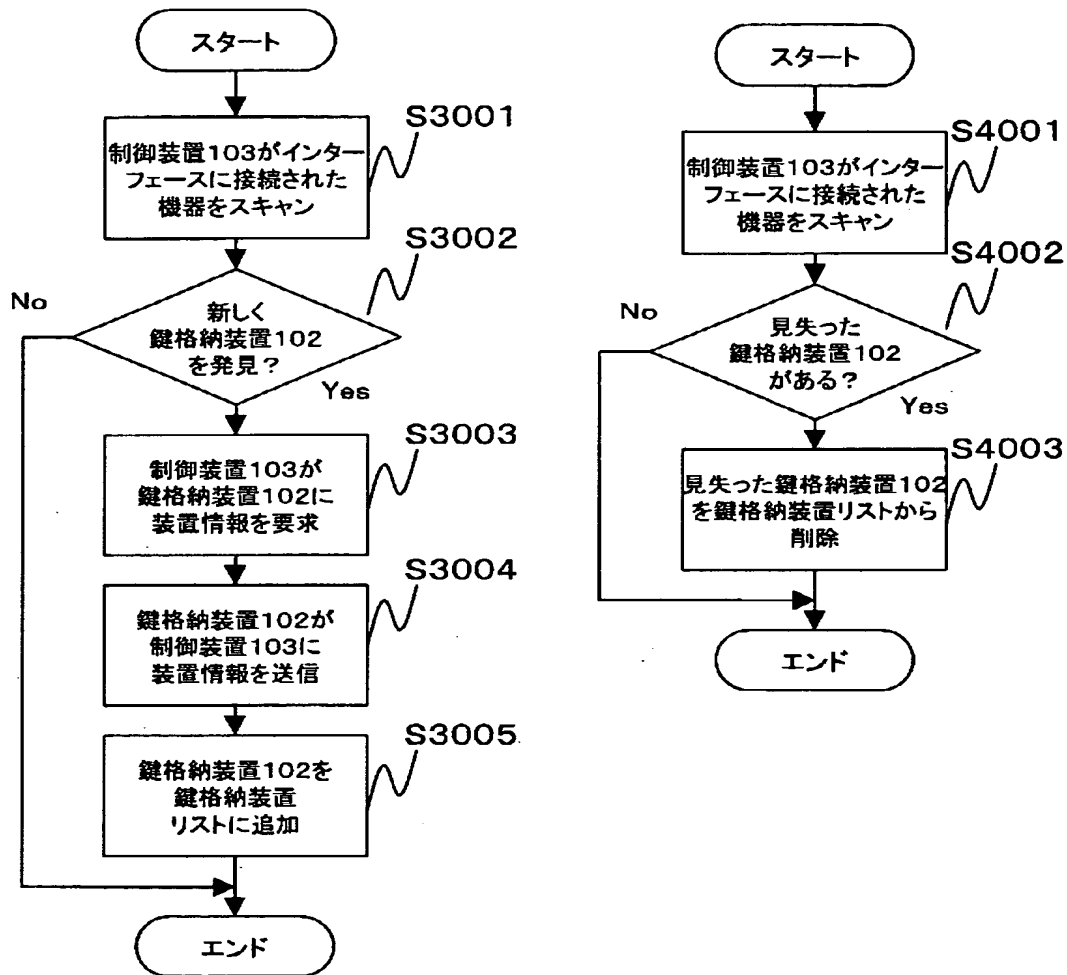 スタート
S3001
制御装置103がインター
フェースに接続された
機器をスキャン
S3002
No
新しく
鍵格納装置102
を発見？
Yes
S3003
制御装置103が
鍵格納装置102に
装置情報を要求
S3004
鍵格納装置102が
制御装置103に
装置情報を送信
S3005
鍵格納装置102を
鍵格納装置
リストに追加
エンド
スタート
S4001
制御装置103がインター
フェースに接続された
機器をスキャン
S4002
No
見失った
鍵格納装置102
がある？
Yes
S4003
見失った鍵格納装置102
を鍵格納装置リストから
削除
エンド